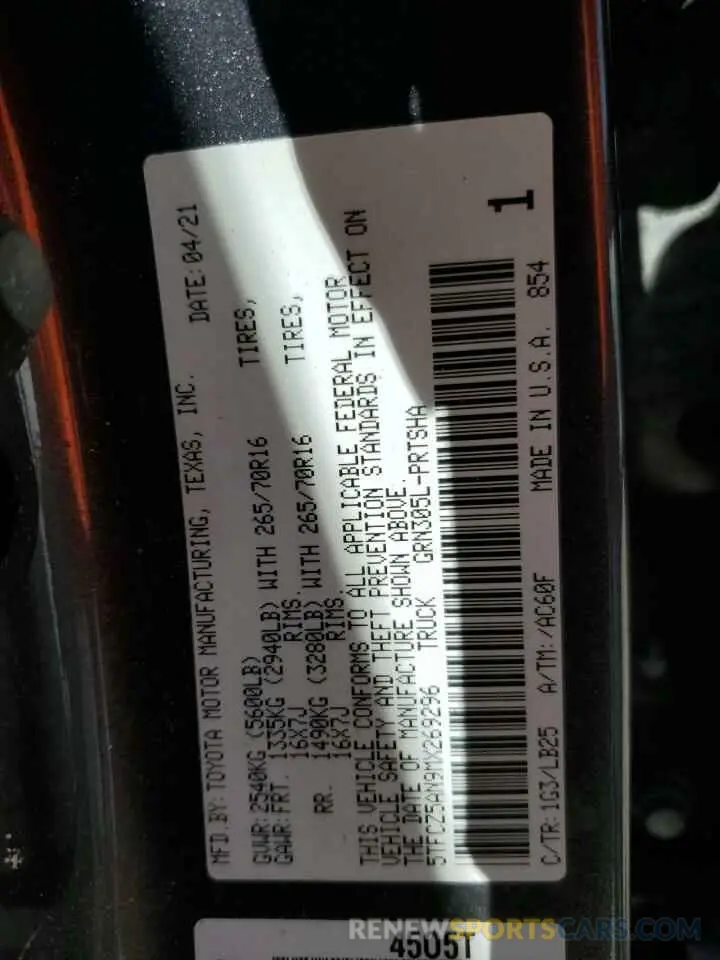 MFD.BY:TOYOTA MOTOR MANUFACTURING, TEXAS, INC. DATE:04/21
GVWR:2540KG (5600LB)
GAWR:FRT. 1335KG (2940LB) WITH 265/70R16 TIRES,
16X7J RIMS.
RR. 1490KG (3280LB) WITH 265/70R16 TIRES,
16X7J RIMS.
THIS VEHICLE CONFORMS TO ALL APPLICABLE FEDERAL MOTOR
VEHICLE SAFETY AND THEFT PREVENTION STANDARDS IN EFFECT ON
THE DATE OF MANUFACTURE SHOWN ABOVE.
5TFCZ5AN9MX269296 TRUCK GRN305L-PRTSHA
1
C/TR:1G3/LB25 A/TM:/AC60F MADE IN U.S.A. 854
45U5T
RENEWSPORTSCARS.COM